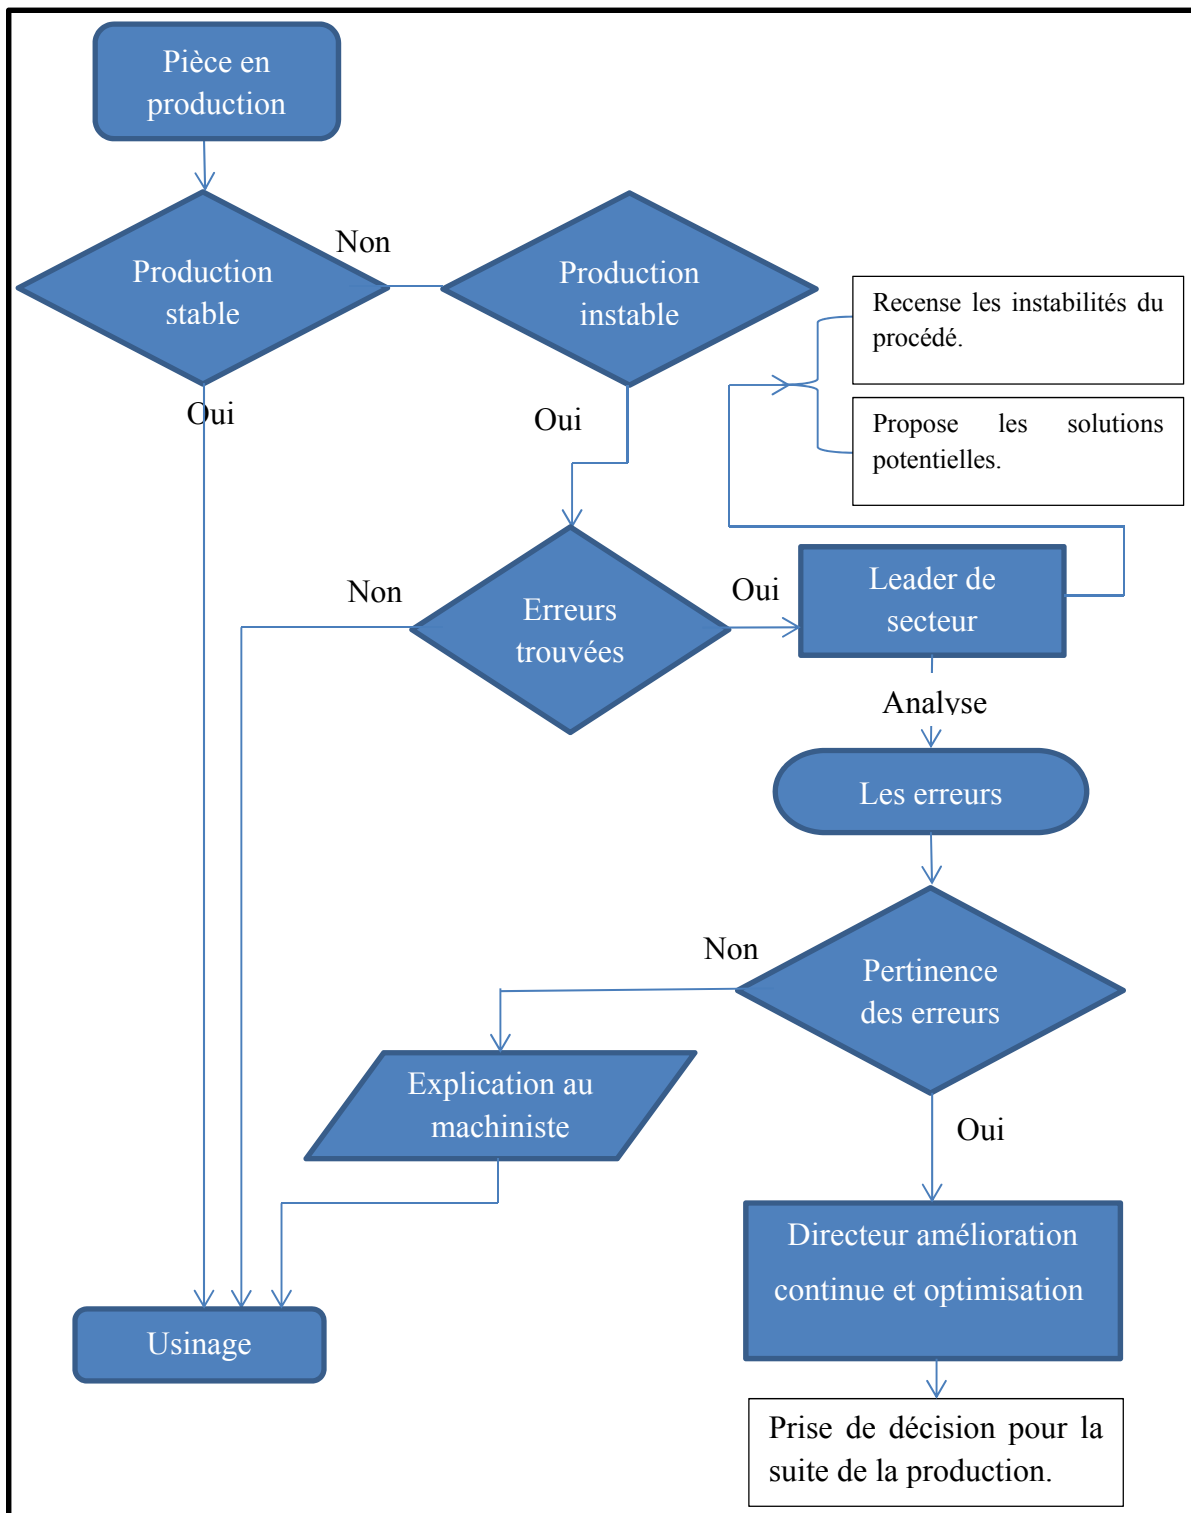 Pièce en
production
Non
Production
stable
Production
instable
Recense les instabilités du
procédé.
Propose les solutions
potentielles.
Oui
Oui
Non
Erreurs
trouvées
Oui
Leader de
secteur
Analyse
Les erreurs
Non
Pertinence
des erreurs
Explication au
machiniste
Oui
Directeur amélioration
continue et optimisation
Usinage
Prise de décision pour la
suite de la production.